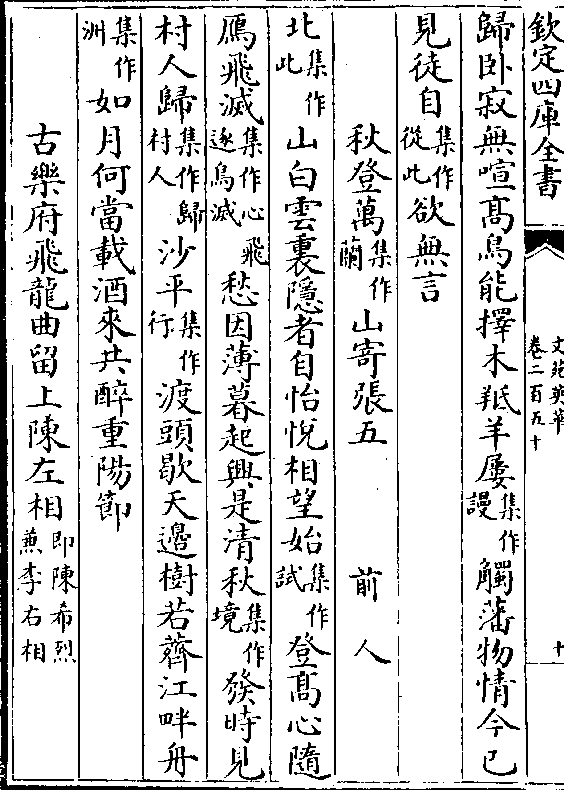 欽定四庫全書
文苑英華
卷二百五十
十
歸卧寂無喧高鳥能擇木羝羊屢集作謾觸藩物情今已
見徒自集作從此欲無言
秋登萬集作蘭山寄張五 前人
北集作此山白雲裏隱者自怡悅相望始集作試登高心隨
鴈飛滅集作心飛逐鳥滅愁因薄暮起興是清秋集作境發時見
村人歸集作歸村人沙平集作行渡頭歇天邊樹若薺江畔舟
集作洲如月何當載酒來共醉重陽節
古樂府飛龍曲留上陳左相即陳希烈兼李右相